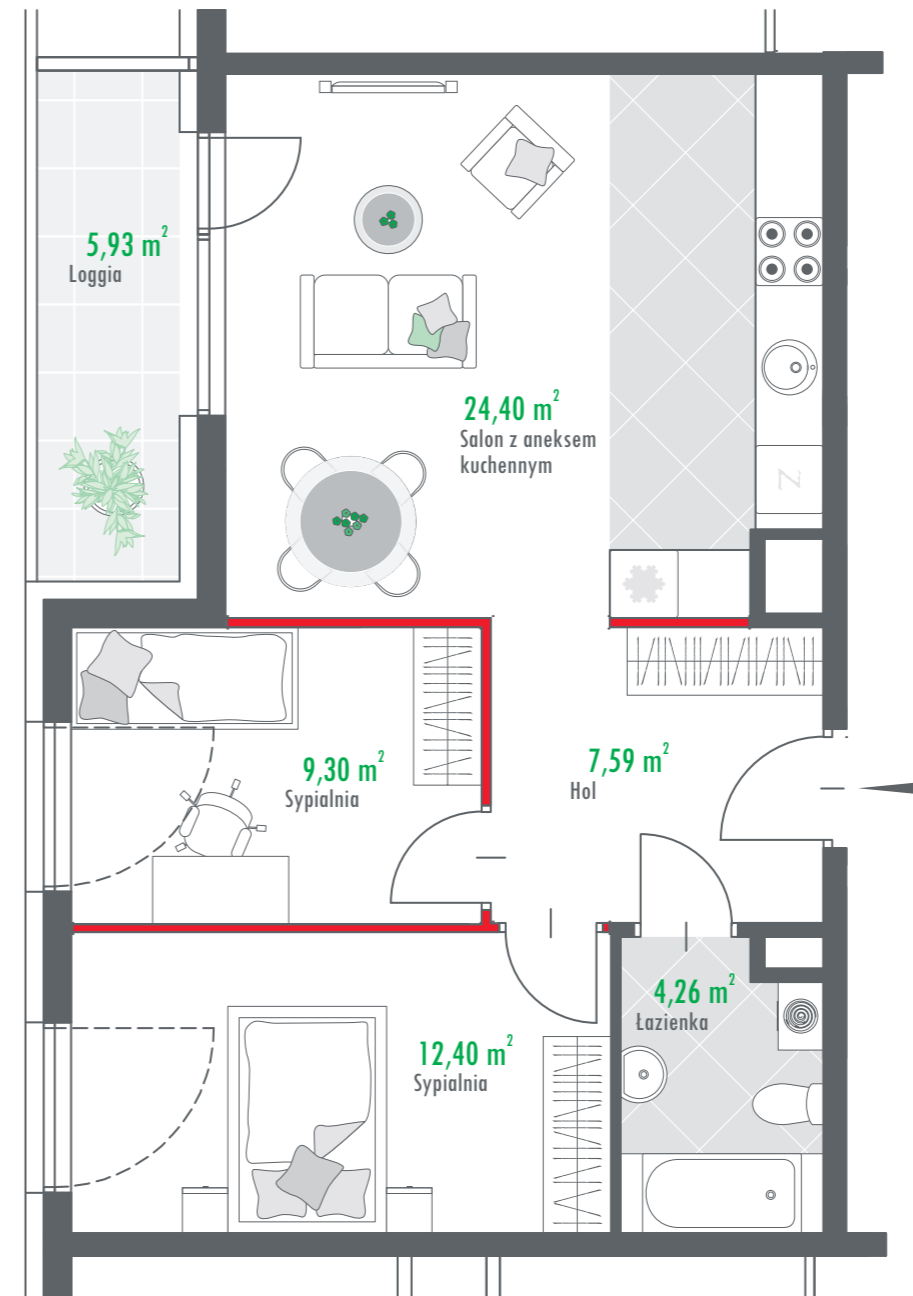 5,93 m²
Loggia
24,40 m²
Salon z aneksem
kuchennym
Z
9,30 m²
Sypialnia
7,59 m²
Hol
4,26 m²
Łazienka
12,40 m²
Sypialnia